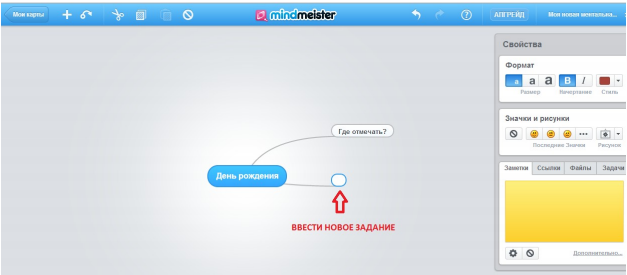 Мои карты
mindmeister
АПГРЕЙД
Моя новая ментальна...
Свойства
Формат
a a a B I
Размер Начертание Стиль
Значки и рисунки
Последние Значки Рисунок
Заметки Ссылки Файлы Задачи
Дополнительно...
Где отмечать?
День рождения
ВВЕСТИ НОВОЕ ЗАДАНИЕ